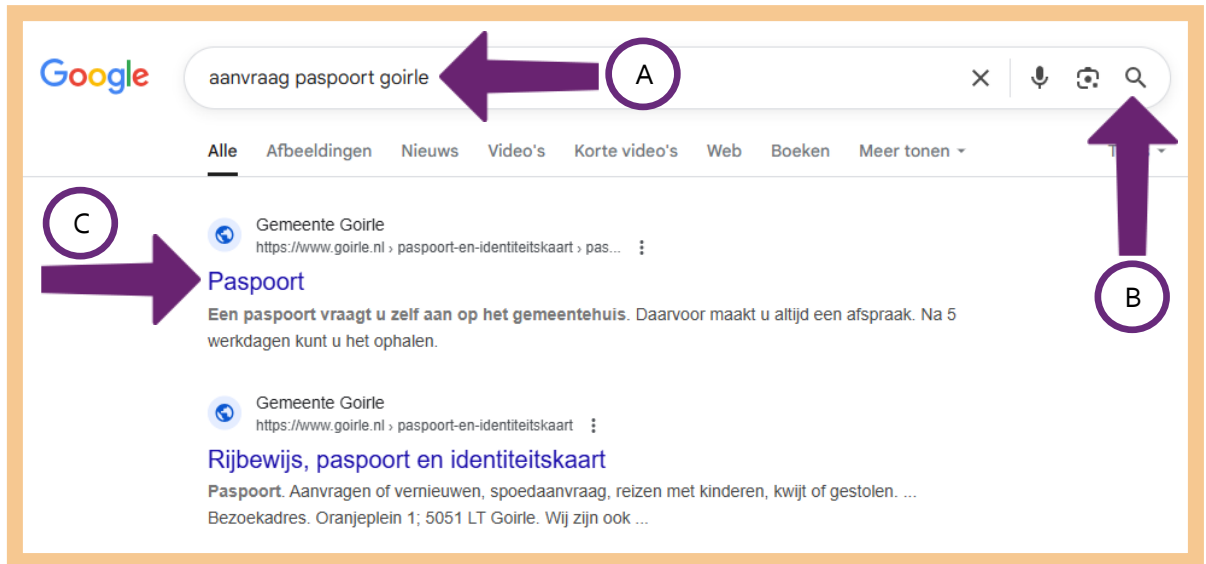 Google
aanvraag paspoort goirle
A
Alle Afbeeldingen Nieuws Video's Korte video's Web Boeken Meer tonen
C
Gemeente Goirle
https://www.goirle.nl › paspoort-en-identiteitskaart › pas...
Paspoort
Een paspoort vraagt u zelf aan op het gemeentehuis. Daarvoor maakt u altijd een afspraak. Na 5
werkdagen kunt u het ophalen.
B
Gemeente Goirle
https://www.goirle.nl › paspoort-en-identiteitskaart
Rijbewijs, paspoort en identiteitskaart
Paspoort. Aanvragen of vernieuwen, spoedaanvraag, reizen met kinderen, kwijt of gestolen. ...
Bezoekadres. Oranjeplein 1; 5051 LT Goirle. Wij zijn ook ...